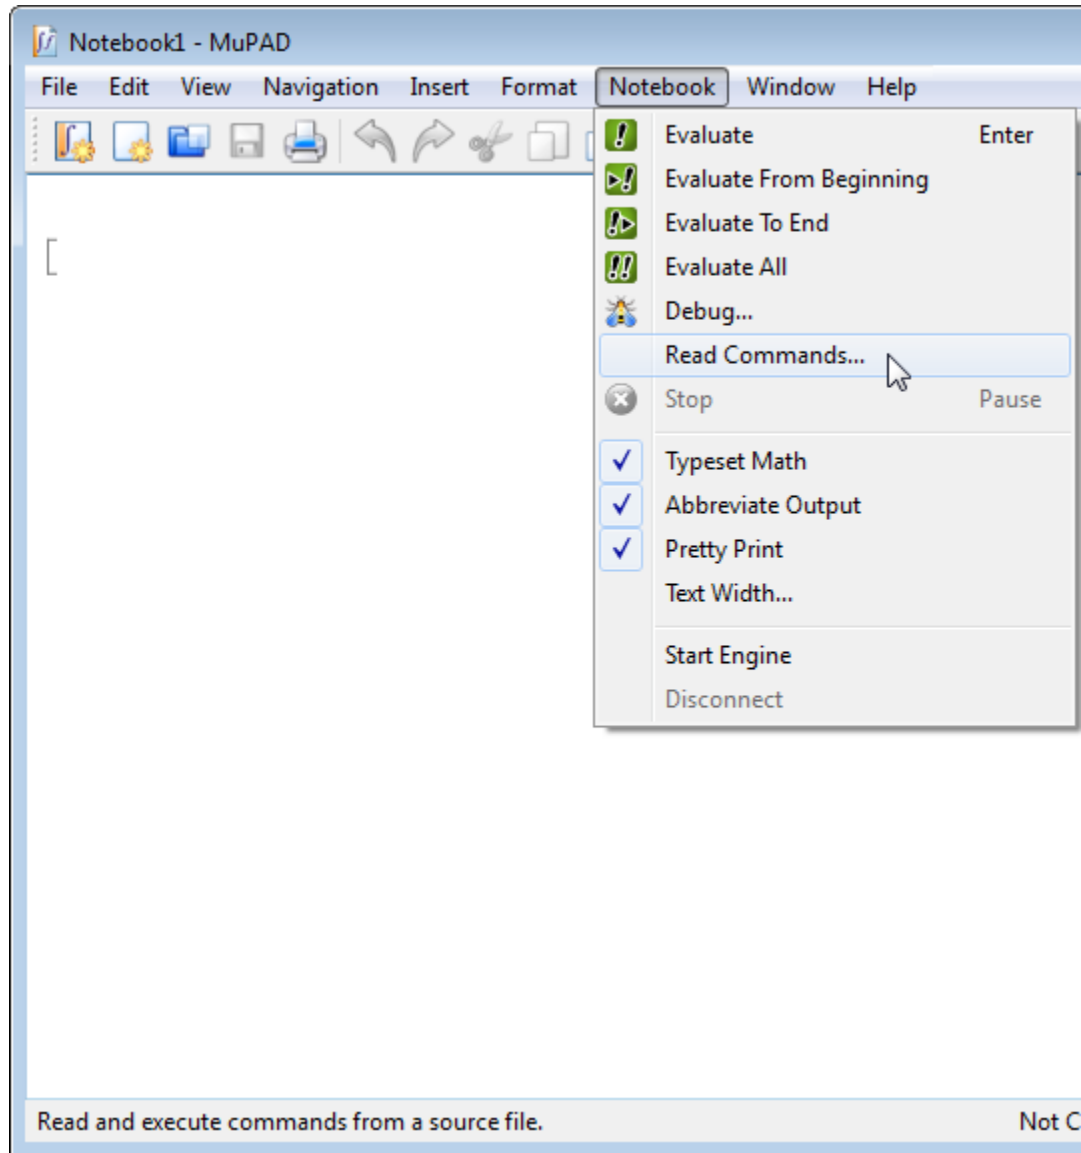 Notebook1 - MuPAD
File Edit View Navigation Insert Format Notebook Window Help
Evaluate Enter
Evaluate From Beginning
Evaluate To End
Evaluate All
Debug...
Read Commands...
Stop Pause
Typeset Math
Abbreviate Output
Pretty Print
Text Width...
Start Engine
Disconnect
Read and execute commands from a source file. Not